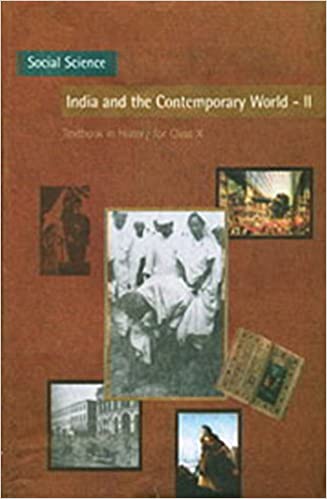 Social Science
India and the Contemporary World - II
Textbook in History for Class X